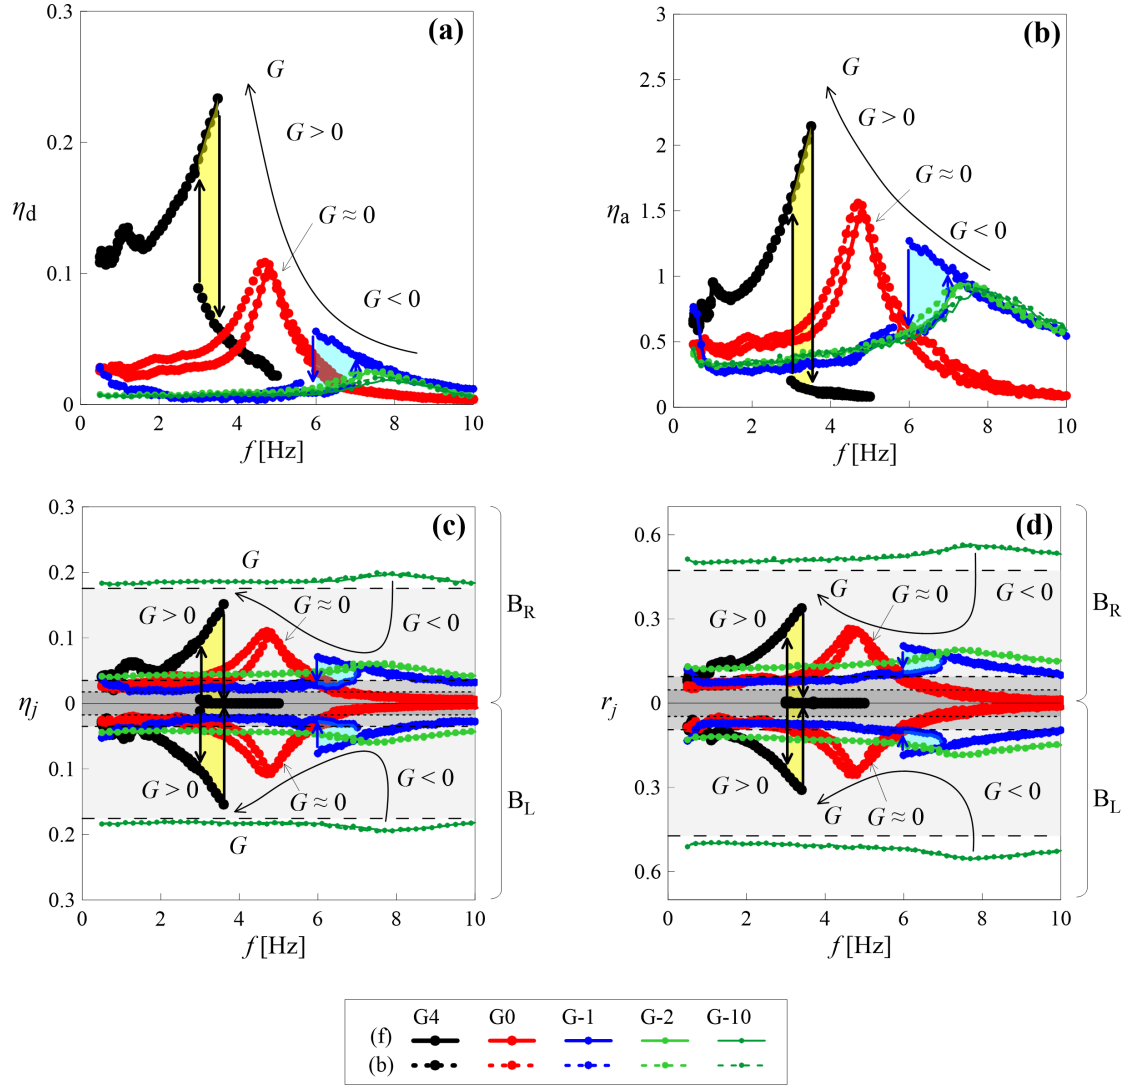 (a)
0.3
0.2
0.1
0
η_d
G
G > 0
G ≈ 0
G < 0
0 2 4 6 8 10
f [Hz]
(b)
3
2.5
2
1.5
1
0.5
0
η_a
G
G > 0
G ≈ 0
G < 0
0 2 4 6 8 10
f [Hz]
(c)
0.3
0.2
0.1
0
0.1
0.2
0.3
η_j
G
G > 0
G ≈ 0
G < 0
B_R
G > 0
G ≈ 0
G < 0
G
B_L
0 2 4 6 8 10
f [Hz]
(d)
0.6
0.3
0
0.3
0.6
r_j
G
G > 0
G ≈ 0
G < 0
B_R
G > 0
G
G ≈ 0
G < 0
B_L
0 2 4 6 8 10
f [Hz]
G4 G0 G-1 G-2 G-10
(f)
(b)